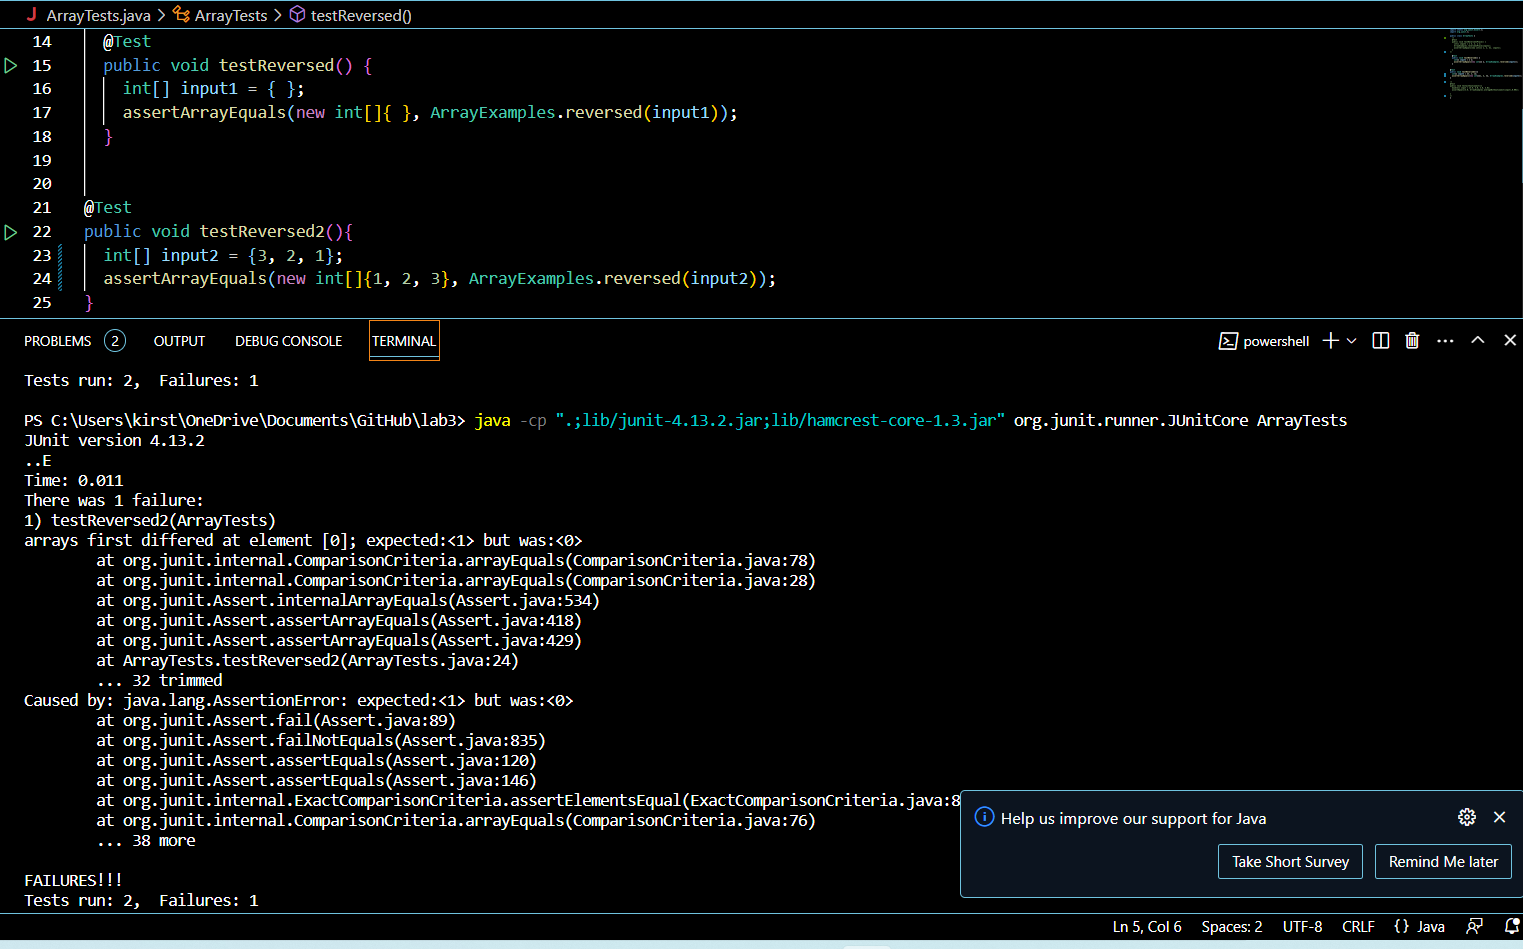 J ArrayTests.java > ArrayTests > testReversed()
14 @Test
15 public void testReversed() {
16 int[] input1 = { };
17 assertArrayEquals(new int[]{ }, ArrayExamples.reversed(input1));
18 }
19
20
21 @Test
22 public void testReversed2(){
23 int[] input2 = {3, 2, 1};
24 assertArrayEquals(new int[]{1, 2, 3}, ArrayExamples.reversed(input2));
25 }
PROBLEMS 2 OUTPUT DEBUG CONSOLE TERMINAL powershell
Tests run: 2,  Failures: 1
PS C:\Users\kirst\OneDrive\Documents\GitHub\lab3> java -cp ".;lib/junit-4.13.2.jar;lib/hamcrest-core-1.3.jar" org.junit.runner.JUnitCore ArrayTests
JUnit version 4.13.2
..E
Time: 0.011
There was 1 failure:
1) testReversed2(ArrayTests)
arrays first differed at element [0]; expected:<1> but was:<0>
at org.junit.internal.ComparisonCriteria.arrayEquals(ComparisonCriteria.java:78)
at org.junit.internal.ComparisonCriteria.arrayEquals(ComparisonCriteria.java:28)
at org.junit.Assert.internalArrayEquals(Assert.java:534)
at org.junit.Assert.assertArrayEquals(Assert.java:418)
at org.junit.Assert.assertArrayEquals(Assert.java:429)
at ArrayTests.testReversed2(ArrayTests.java:24)
... 32 trimmed
Caused by: java.lang.AssertionError: expected:<1> but was:<0>
at org.junit.Assert.fail(Assert.java:89)
at org.junit.Assert.failNotEquals(Assert.java:835)
at org.junit.Assert.assertEquals(Assert.java:120)
at org.junit.Assert.assertEquals(Assert.java:146)
at org.junit.internal.ExactComparisonCriteria.assertElementsEqual(ExactComparisonCriteria.java:8
at org.junit.internal.ComparisonCriteria.arrayEquals(ComparisonCriteria.java:76)
... 38 more
FAILURES!!!
Tests run: 2,  Failures: 1
Help us improve our support for Java
Take Short Survey Remind Me later
Ln 5, Col 6 Spaces: 2 UTF-8 CRLF {} Java